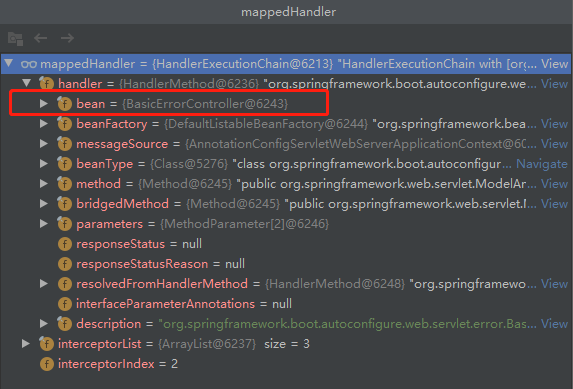 mappedHandler
mappedHandler = {HandlerExecutionChain@6213} "HandlerExecutionChain with [org... View
handler = {HandlerMethod@6236} "org.springframework.boot.autoconfigure.we... View
bean = {BasicErrorController@6243}
beanFactory = {DefaultListableBeanFactory@6244} "org.springframework.bea... View
messageSource = {AnnotationConfigServletWebServerApplicationContext@60... View
beanType = {Class@5276} "class org.springframework.boot.autoconfigur... Navigate
method = {Method@6245} "public org.springframework.web.servlet.ModelAn... View
bridgedMethod = {Method@6245} "public org.springframework.web.servlet.M... View
parameters = {MethodParameter[2]@6246}
responseStatus = null
responseStatusReason = null
resolvedFromHandlerMethod = {HandlerMethod@6248} "org.springframewo... View
interfaceParameterAnnotations = null
description = "org.springframework.boot.autoconfigure.web.servlet.error.Bas... View
interceptorList = {ArrayList@6237} size = 3
interceptorIndex = 2